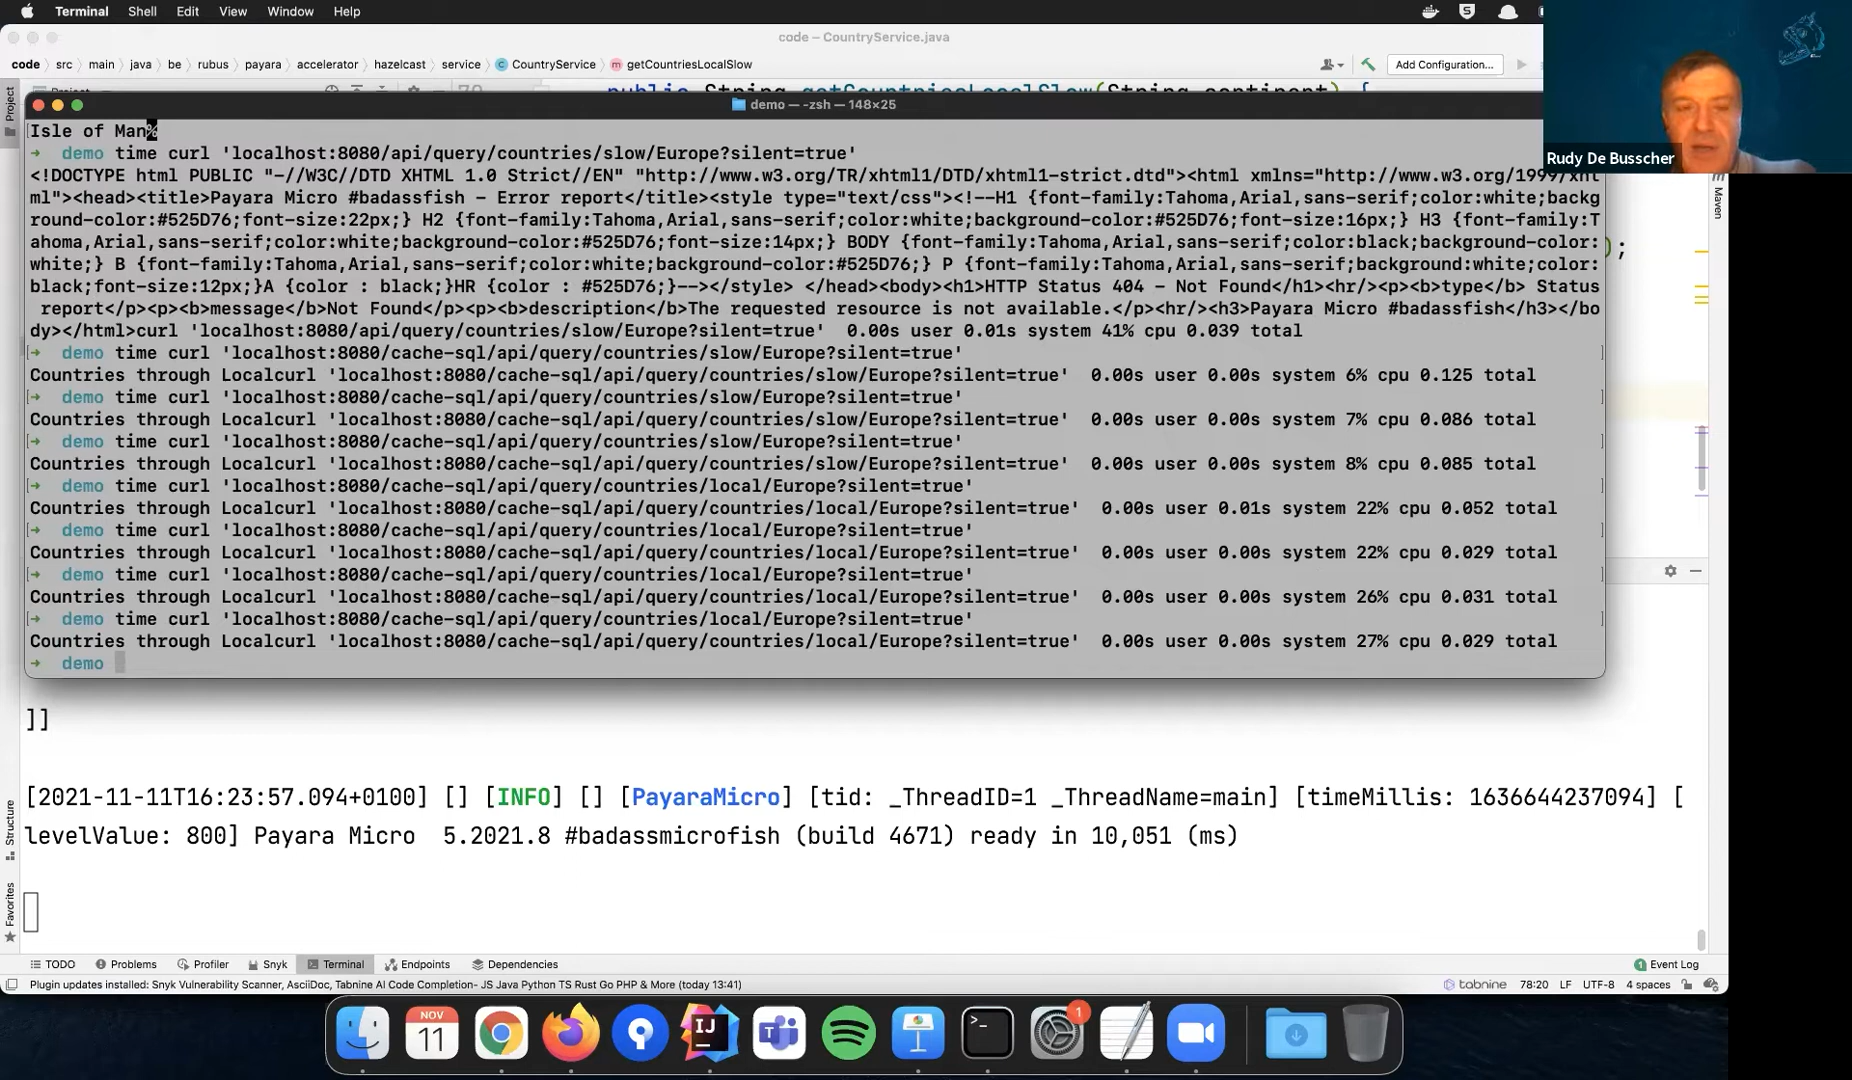 Terminal Shell Edit View Window Help
code – CountryService.java
code src main java be rubus payara accelerator hazelcast service CountryService getCountriesLocalSlow Add Configuration...
Project
demo — -zsh — 148×25
Isle of Man%
→ demo time curl 'localhost:8080/api/query/countries/slow/Europe?silent=true'
<!DOCTYPE html PUBLIC "-//W3C//DTD XHTML 1.0 Strict//EN" "http://www.w3.org/TR/xhtml1/DTD/xhtml1-strict.dtd"><html xmlns="http://www.w3.org/1999/xht
ml"><head><title>Payara Micro #badassfish - Error report</title><style type="text/css"><!--H1 {font-family:Tahoma,Arial,sans-serif;color:white;backg
round-color:#525D76;font-size:22px;} H2 {font-family:Tahoma,Arial,sans-serif;color:white;background-color:#525D76;font-size:16px;} H3 {font-family:T
ahoma,Arial,sans-serif;color:white;background-color:#525D76;font-size:14px;} BODY {font-family:Tahoma,Arial,sans-serif;color:black;background-color:
white;} B {font-family:Tahoma,Arial,sans-serif;color:white;background-color:#525D76;} P {font-family:Tahoma,Arial,sans-serif;background:white;color:
black;font-size:12px;}A {color : black;}HR {color : #525D76;}--></style> </head><body><h1>HTTP Status 404 - Not Found</h1><hr/><p><b>type</b> Status
report</p><p><b>message</b>Not Found</p><p><b>description</b>The requested resource is not available.</p><hr/><h3>Payara Micro #badassfish</h3></bo
dy></html>curl 'localhost:8080/api/query/countries/slow/Europe?silent=true' 0.00s user 0.01s system 41% cpu 0.039 total
→ demo time curl 'localhost:8080/cache-sql/api/query/countries/slow/Europe?silent=true'
Countries through Localcurl 'localhost:8080/cache-sql/api/query/countries/slow/Europe?silent=true' 0.00s user 0.00s system 6% cpu 0.125 total
→ demo time curl 'localhost:8080/cache-sql/api/query/countries/slow/Europe?silent=true'
Countries through Localcurl 'localhost:8080/cache-sql/api/query/countries/slow/Europe?silent=true' 0.00s user 0.00s system 7% cpu 0.086 total
→ demo time curl 'localhost:8080/cache-sql/api/query/countries/slow/Europe?silent=true'
Countries through Localcurl 'localhost:8080/cache-sql/api/query/countries/slow/Europe?silent=true' 0.00s user 0.00s system 8% cpu 0.085 total
→ demo time curl 'localhost:8080/cache-sql/api/query/countries/local/Europe?silent=true'
Countries through Localcurl 'localhost:8080/cache-sql/api/query/countries/local/Europe?silent=true' 0.00s user 0.01s system 22% cpu 0.052 total
→ demo time curl 'localhost:8080/cache-sql/api/query/countries/local/Europe?silent=true'
Countries through Localcurl 'localhost:8080/cache-sql/api/query/countries/local/Europe?silent=true' 0.00s user 0.00s system 22% cpu 0.029 total
→ demo time curl 'localhost:8080/cache-sql/api/query/countries/local/Europe?silent=true'
Countries through Localcurl 'localhost:8080/cache-sql/api/query/countries/local/Europe?silent=true' 0.00s user 0.00s system 26% cpu 0.031 total
→ demo time curl 'localhost:8080/cache-sql/api/query/countries/local/Europe?silent=true'
Countries through Localcurl 'localhost:8080/cache-sql/api/query/countries/local/Europe?silent=true' 0.00s user 0.00s system 27% cpu 0.029 total
→ demo
Rudy De Busscher
Maven
);
]]
[2021-11-11T16:23:57.094+0100] [] [INFO] [] [PayaraMicro] [tid: _ThreadID=1 _ThreadName=main] [timeMillis: 1636644237094] [
levelValue: 800] Payara Micro 5.2021.8 #badassmicrofish (build 4671) ready in 10,051 (ms)
Structure
Favorites
TODO Problems Profiler Snyk Terminal Endpoints Dependencies 1 Event Log
Plugin updates installed: Snyk Vulnerability Scanner, AsciiDoc, Tabnine AI Code Completion- JS Java Python TS Rust Go PHP & More (today 13:41) tabnine 78:20 LF UTF-8 4 spaces
NOV
11
IJ
1